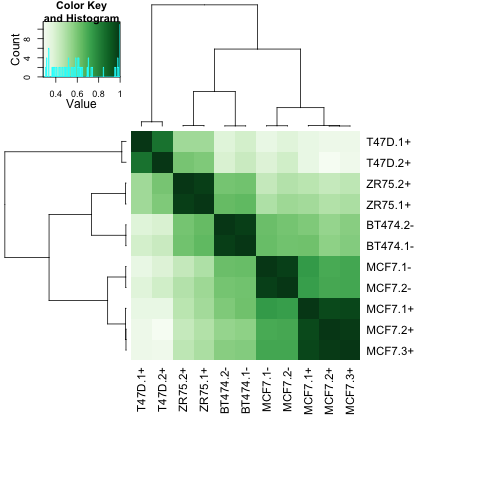 Color Key
and Histogram
Count
0
4
8
0.4
0.6
0.8
1
Value
T47D.1+
T47D.2+
ZR75.2+
ZR75.1+
BT474.2-
BT474.1-
MCF7.1-
MCF7.2-
MCF7.1+
MCF7.2+
MCF7.3+
T47D.1+
T47D.2+
ZR75.2+
ZR75.1+
BT474.2-
BT474.1-
MCF7.1-
MCF7.2-
MCF7.1+
MCF7.2+
MCF7.3+